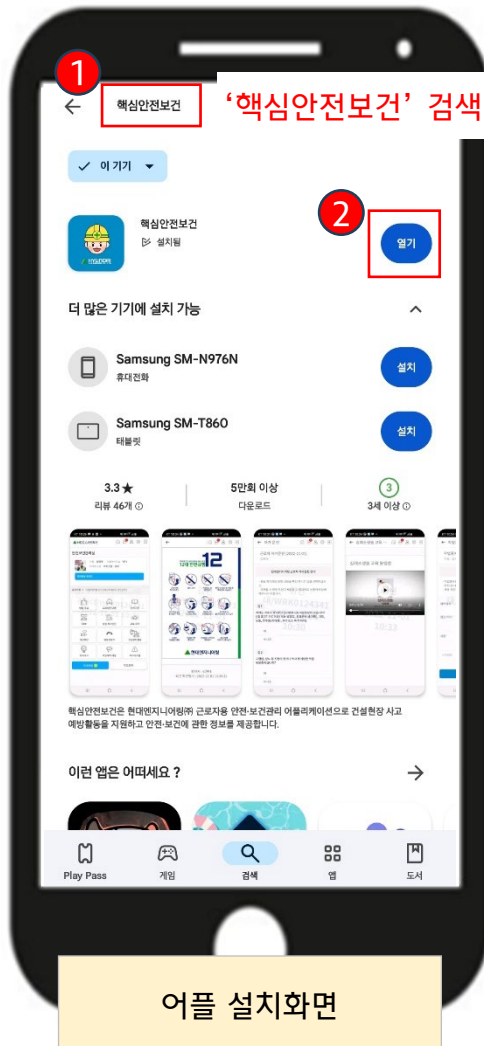 1
핵심안전보건
‘핵심안전보건’ 검색
이 기기
핵심안전보건
설치됨
2
열기
더 많은 기기에 설치 가능
Samsung SM-N976N
휴대전화
설치
Samsung SM-T860
태블릿
설치
3.3★
리뷰 46개
5만회 이상
다운로드
3
3세 이상
12
현대엔지니어링
핵심안전보건은 현대엔지니어링㈜ 근로자용 안전·보건관리 어플리케이션으로 건설현장 사고
예방활동을 지원하고 안전·보건에 관한 정보를 제공합니다.
이런 앱은 어떠세요 ?
Play Pass
게임
검색
앱
도서
어플 설치화면